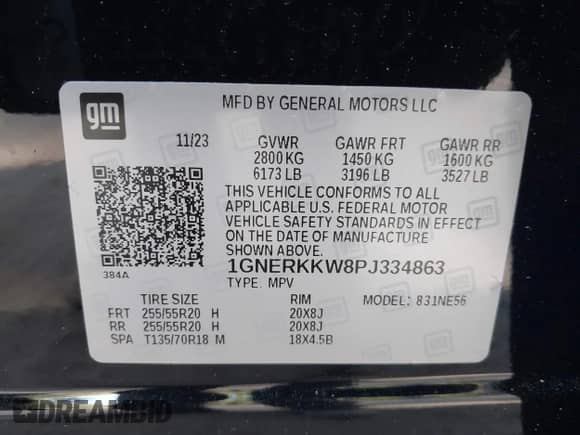 gm
MFD BY GENERAL MOTORS LLC
11/23 GVWR GAWR FRT GAWR RR
2800 KG 1450 KG 1600 KG
6173 LB 3196 LB 3527 LB
THIS VEHICLE CONFORMS TO ALL
APPLICABLE U.S. FEDERAL MOTOR
VEHICLE SAFETY STANDARDS IN EFFECT
ON THE DATE OF MANUFACTURE
SHOWN ABOVE.
384A
1GNERKKW8PJ334863
TYPE: MPV
TIRE SIZE RIM MODEL: 831NE56
FRT 255/55R20 H 20X8J
RR 255/55R20 H 20X8J
SPA T135/70R18 M 18X4.5B
DREAMBID